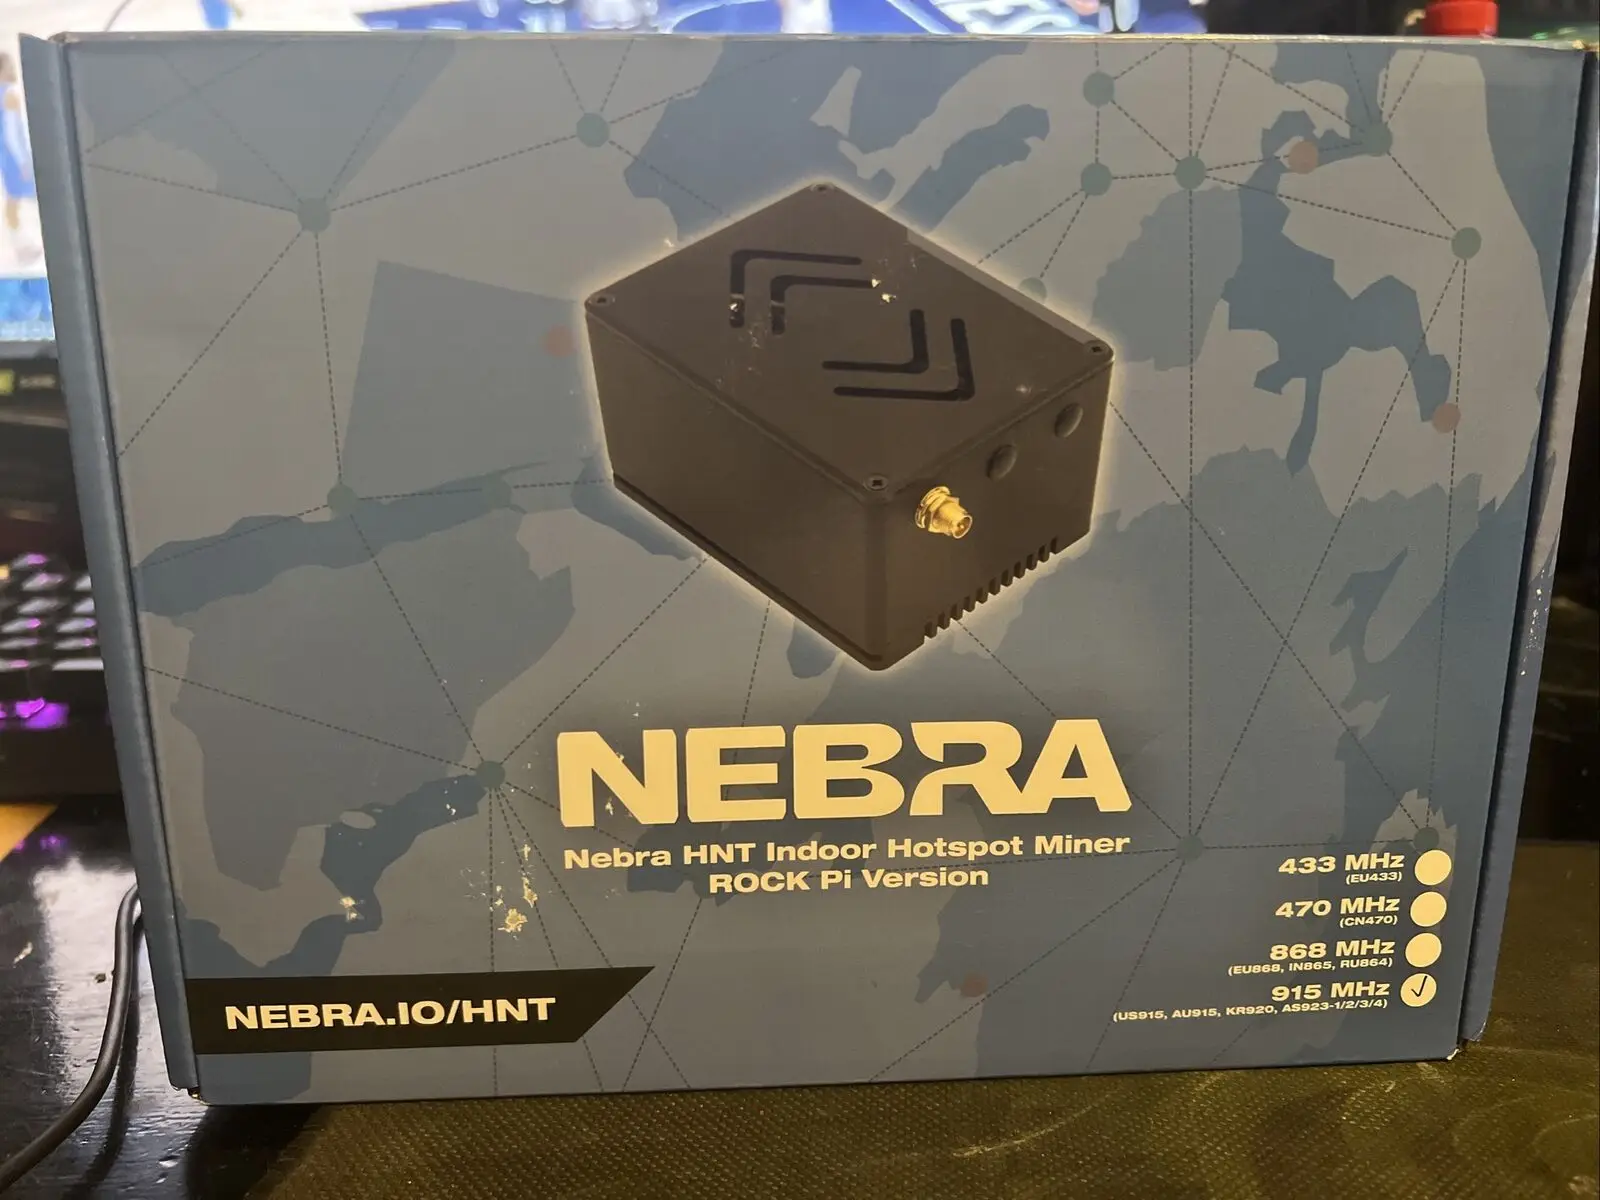 NEBRA
Nebra HNT Indoor Hotspot Miner
ROCK Pi Version
433 MHz
(EU433)
470 MHz
(CN470)
868 MHz
(EU868, IN865, RU864)
915 MHz
(US915, AU915, KR920, AS923-1/2/3/4)
NEBRA.IO/HNT